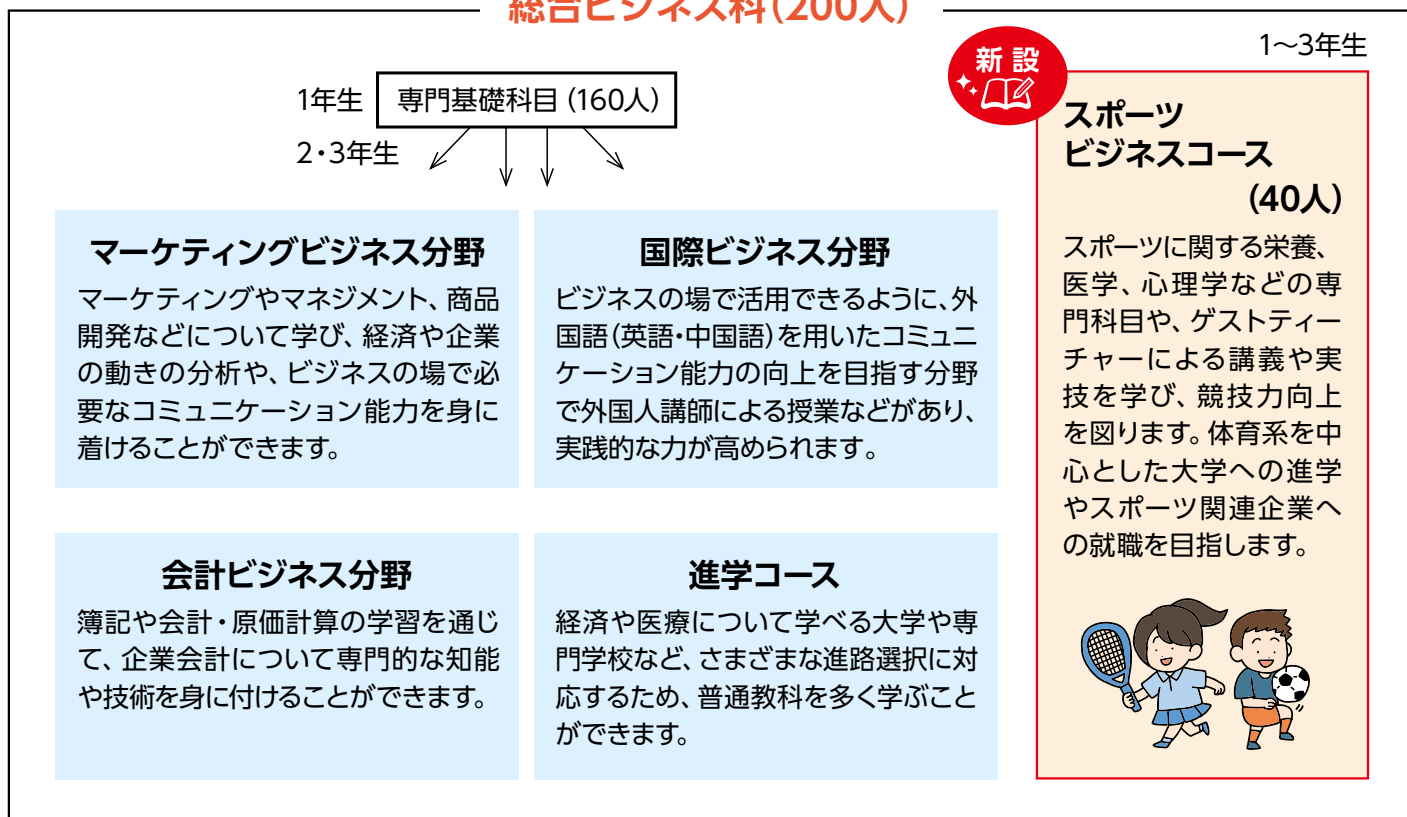 総合ビジネス科(200人)
1年生 専門基礎科目(160人)
2・3年生
マーケティングビジネス分野
マーケティングやマネジメント、商品
開発などについて学び、経済や企業
の動きの分析や、ビジネスの場で必
要なコミュニケーション能力を身に
着けることができます。
国際ビジネス分野
ビジネスの場で活用できるように、外
国語(英語・中国語)を用いたコミュニ
ケーション能力の向上を目指す分野
で外国人講師による授業などがあり、
実践的な力が高められます。
会計ビジネス分野
簿記や会計・原価計算の学習を通じ
て、企業会計について専門的な知能
や技術を身に付けることができます。
進学コース
経済や医療について学べる大学や専
門学校など、さまざまな進路選択に対
応するため、普通教科を多く学ぶこと
ができます。
1〜3年生
新設
スポーツ
ビジネスコース
(40人)
スポーツに関する栄養、
医学、心理学などの専
門科目や、ゲストティー
チャーによる講義や実
技を学び、競技力向上
を図ります。体育系を中
心とした大学への進学
やスポーツ関連企業へ
の就職を目指します。